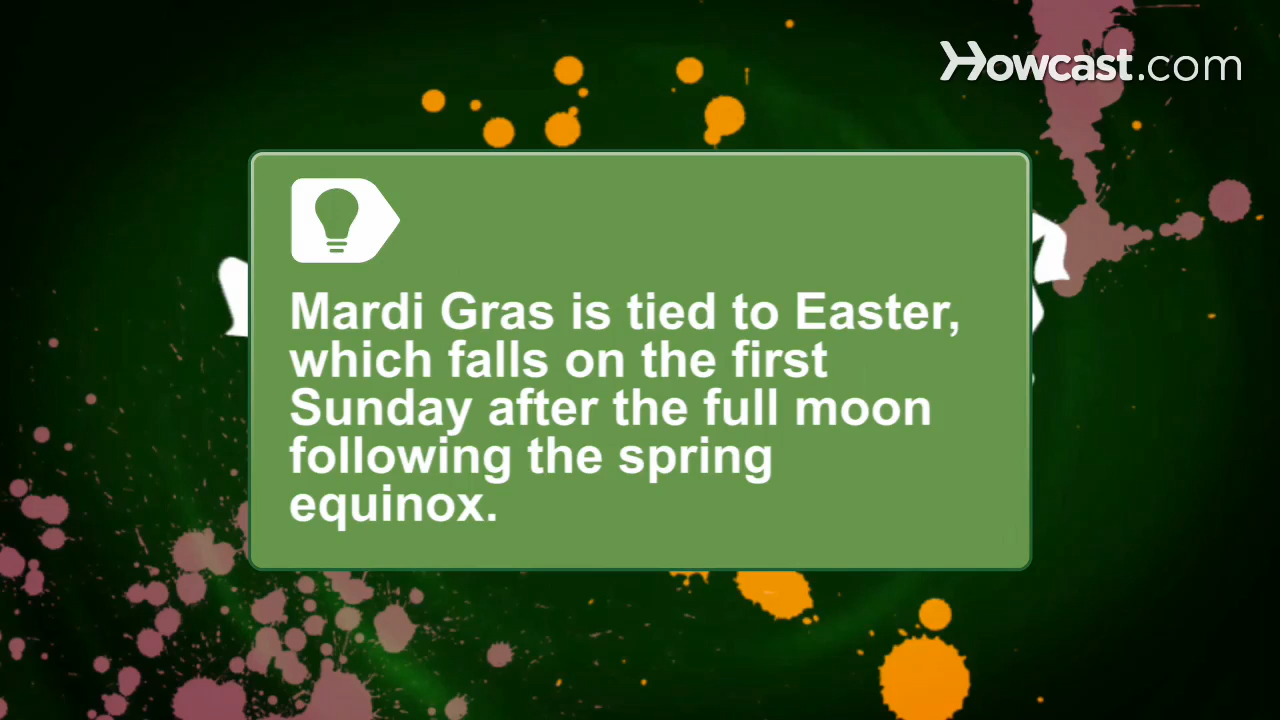 Howcast.com
Mardi Gras is tied to Easter,
which falls on the first
Sunday after the full moon
following the spring
equinox.